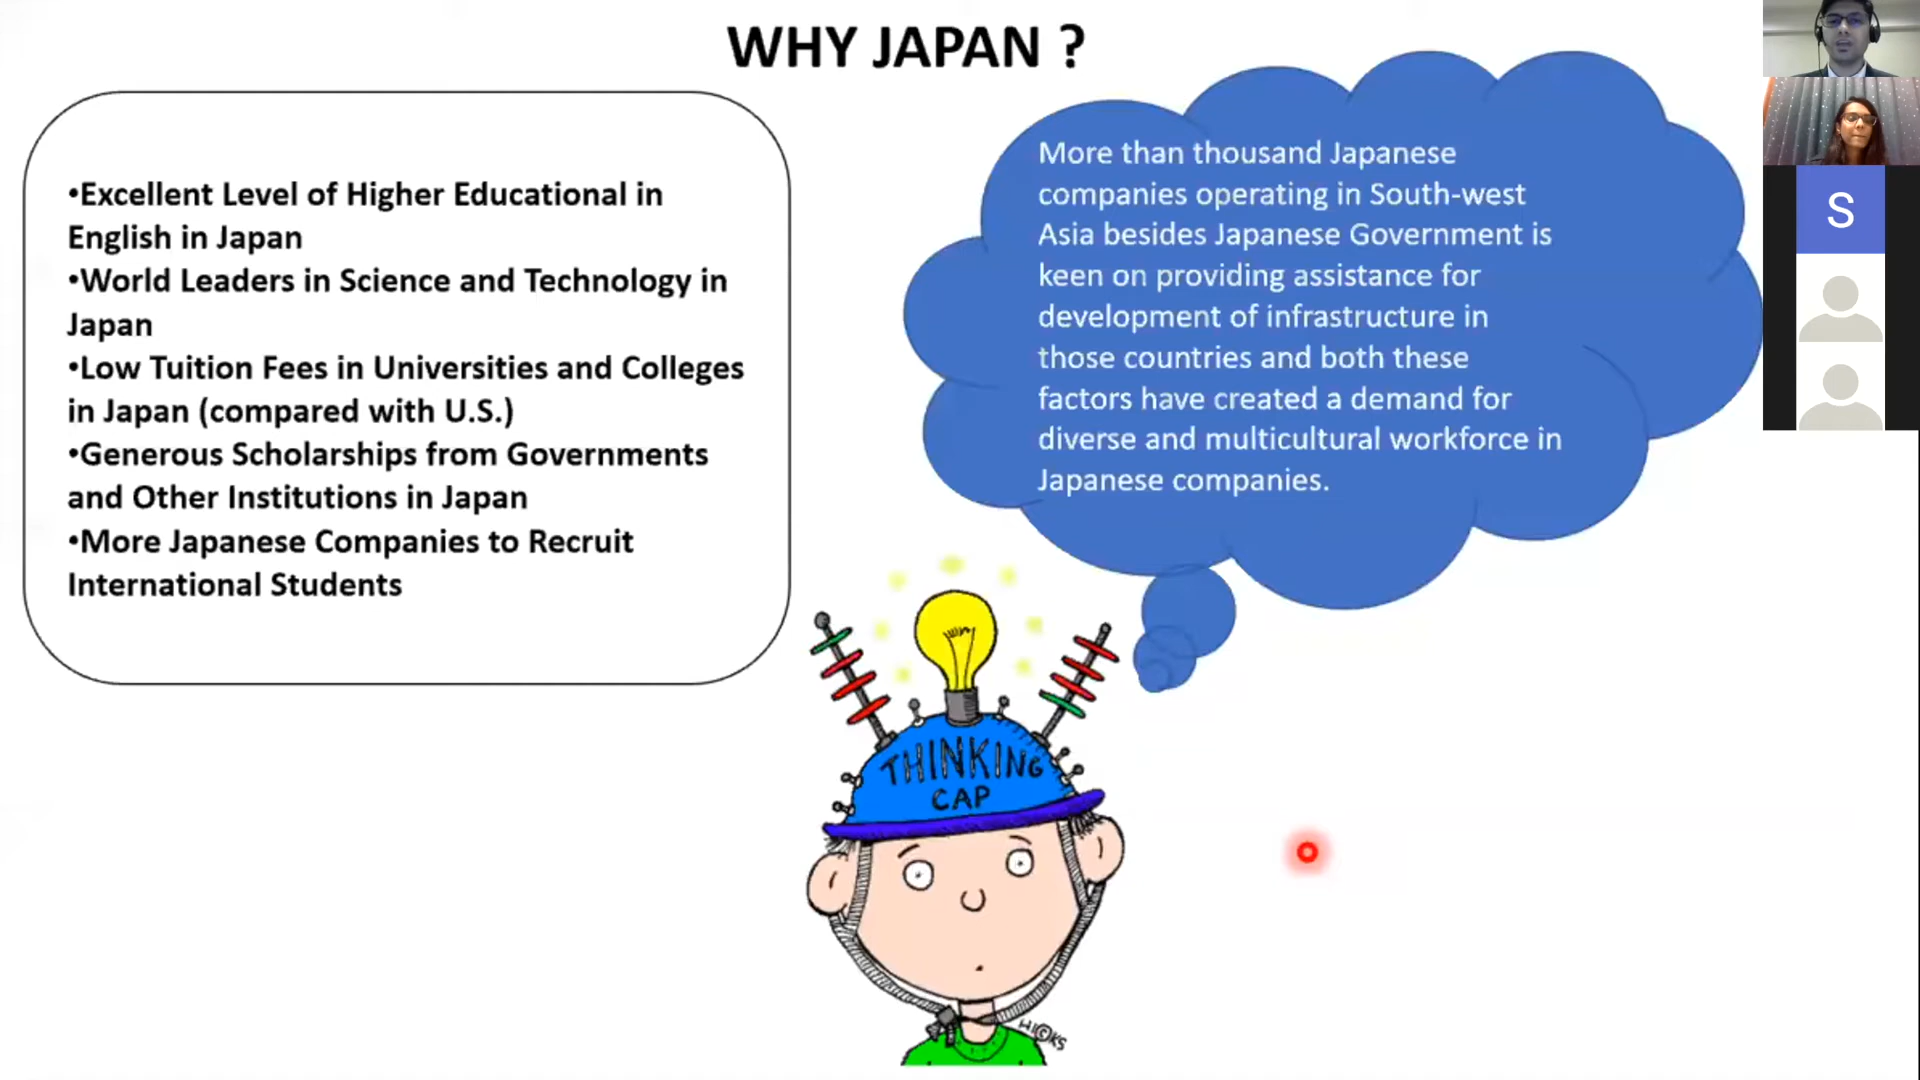 WHY JAPAN ?
•Excellent Level of Higher Educational in
English in Japan
•World Leaders in Science and Technology in
Japan
•Low Tuition Fees in Universities and Colleges
in Japan (compared with U.S.)
•Generous Scholarships from Governments
and Other Institutions in Japan
•More Japanese Companies to Recruit
International Students
More than thousand Japanese
companies operating in South-west
Asia besides Japanese Government is
keen on providing assistance for
development of infrastructure in
those countries and both these
factors have created a demand for
diverse and multicultural workforce in
Japanese companies.
S
THINKING
CAP
HI©KS